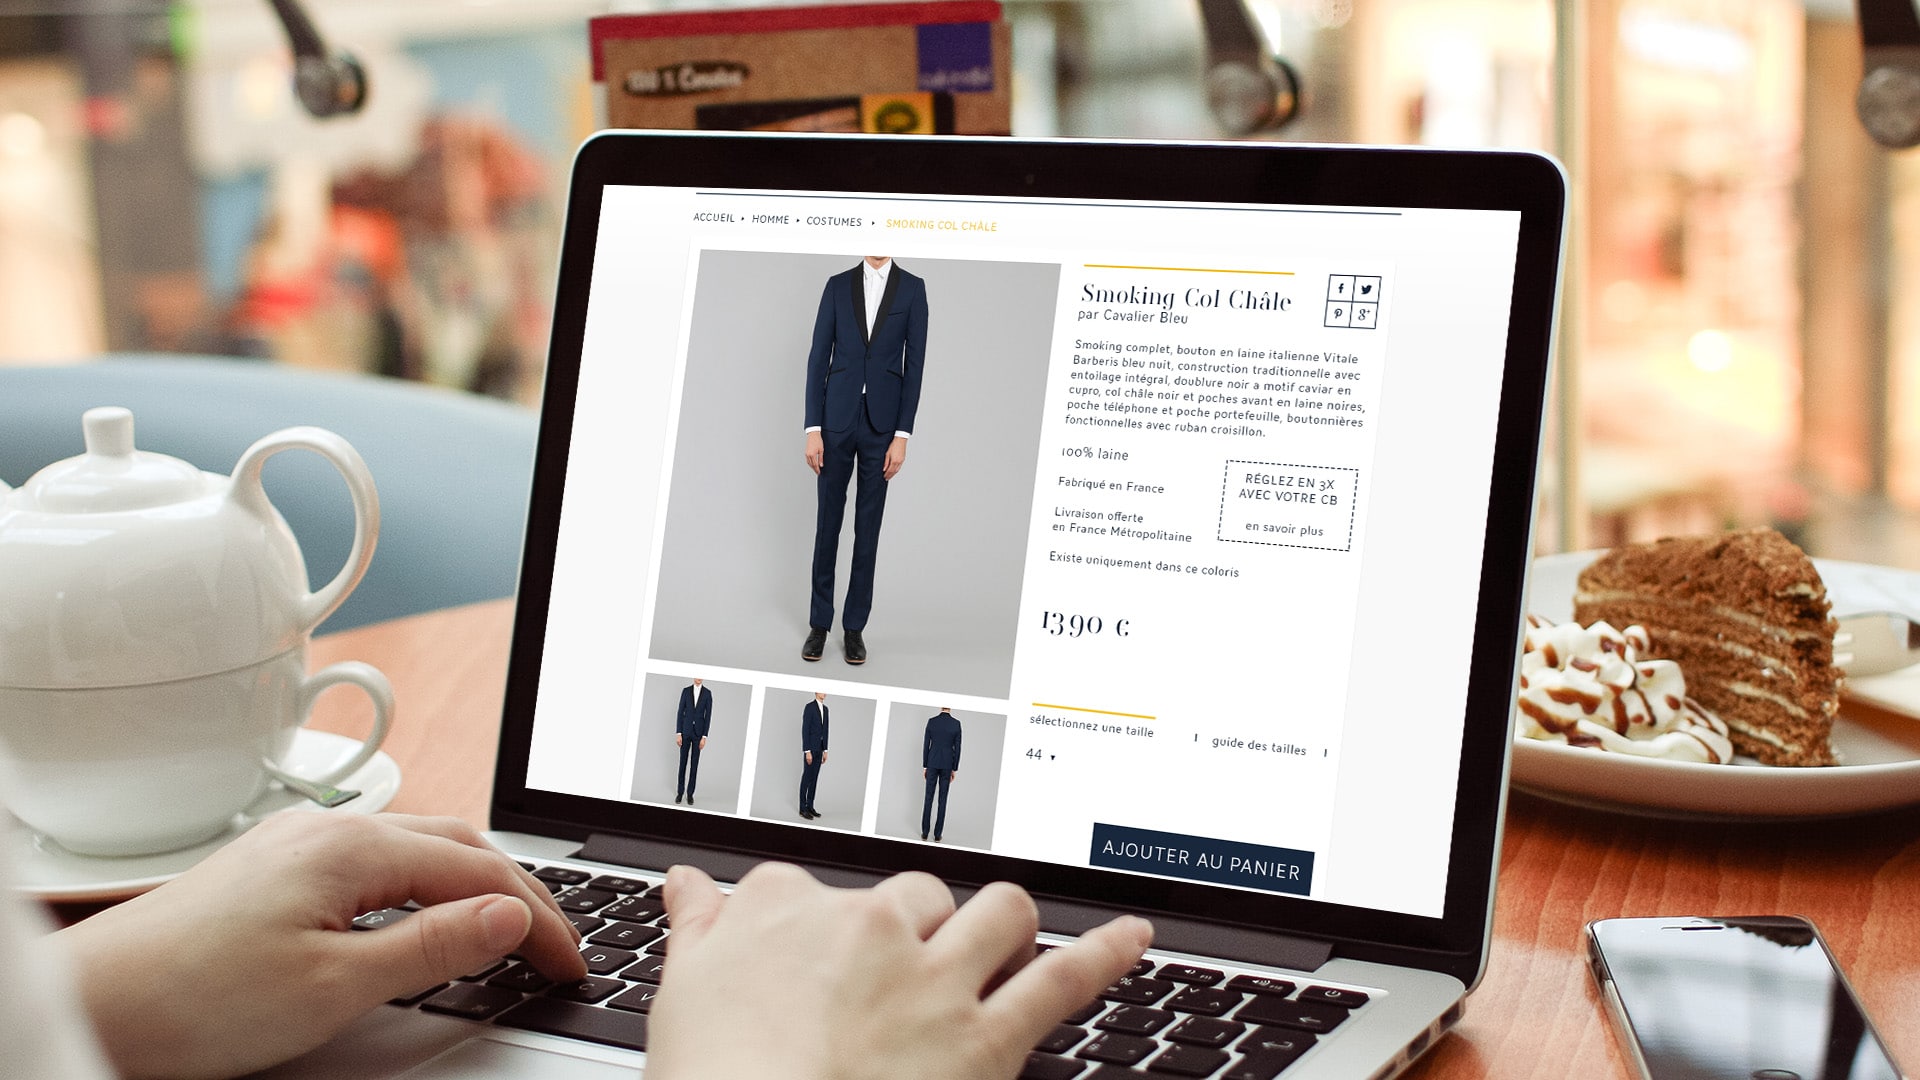 ACCUEIL ‣ HOMME ‣ COSTUMES ‣ SMOKING COL CHÂLE
Smoking Col Châle
par Cavalier Bleu
Smoking complet, bouton en laine italienne Vitale
Barberis bleu nuit, construction traditionnelle avec
entoilage intégral, doublure noir a motif caviar en
cupro, col châle noir et poches avant en laine noires,
poche téléphone et poche portefeuille, boutonnières
fonctionnelles avec ruban croisillon.
100% laine
Fabriqué en France
Livraison offerte
en France Métropolitaine
Existe uniquement dans ce coloris
RÉGLEZ EN 3X
AVEC VOTRE CB
en savoir plus
1390 €
sélectionnez une taille
guide des tailles
44 ▾
AJOUTER AU PANIER
E
D
F
X
C
V